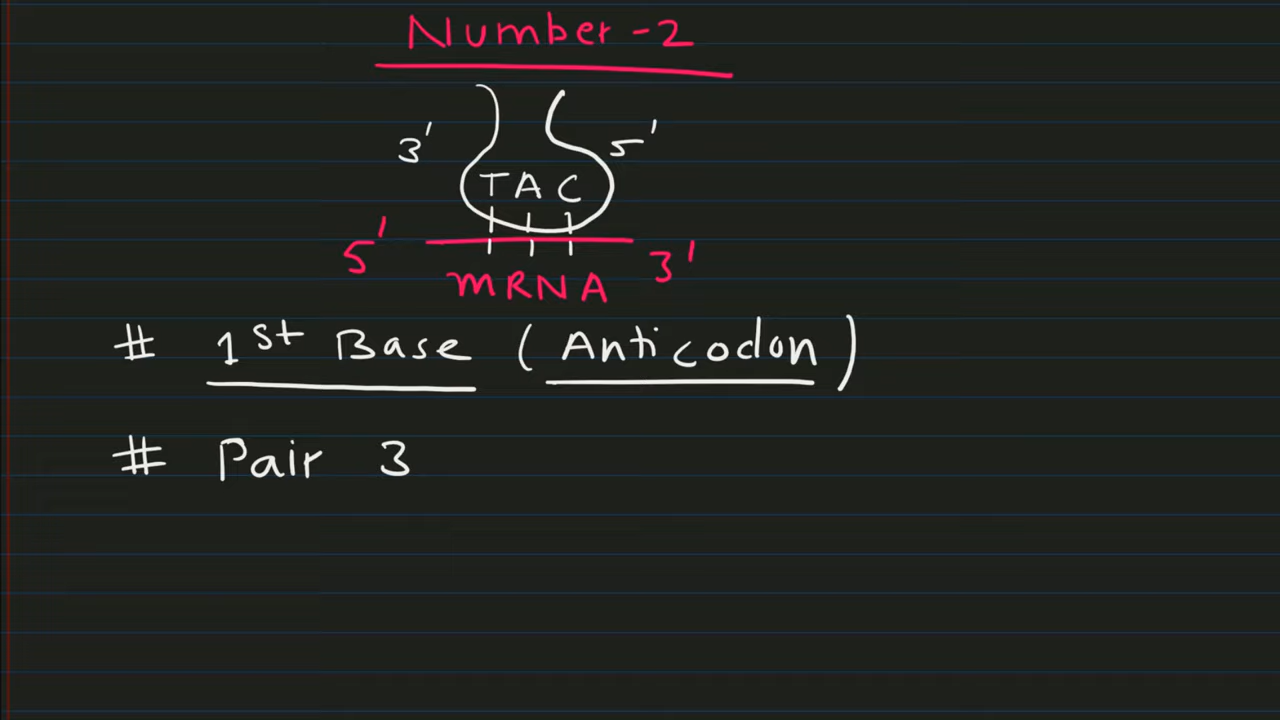 Number -2
3' 5'
TAC
5' 3'
mRNA
# 1st Base (Anticodon)
# Pair 3